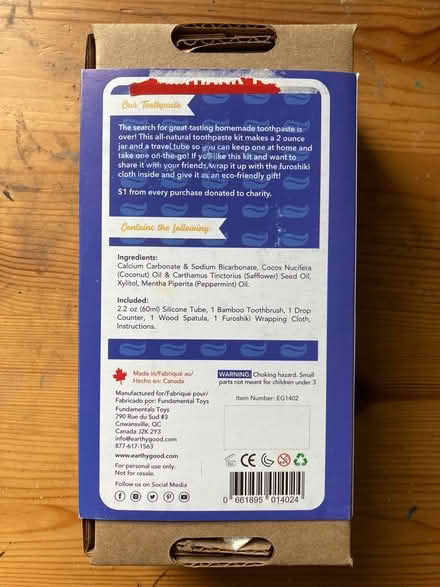 Our Toothpaste
The search for great-tasting homemade toothpaste is
over! This all-natural toothpaste kit makes a 2 ounce
jar and a travel tube so you can keep one at home and
take one on-the-go! If you like this kit and want to
share it with your friends, wrap it up with the furoshiki
cloth inside and give it as an eco-friendly gift!
$1 from every purchase donated to charity.
Contains the following:
Ingredients:
Calcium Carbonate & Sodium Bicarbonate, Cocos Nucifera
(Coconut) Oil & Carthamus Tinctorius (Safflower) Seed Oil,
Xylitol, Mentha Piperita (Peppermint) Oil.
Included:
2.2 oz (60ml) Silicone Tube, 1 Bamboo Toothbrush, 1 Drop
Counter, 1 Wood Spatula, 1 Furoshiki Wrapping Cloth,
Instructions.
Made in/Fabriqué au/
Hecho en: Canada
Manufactured for/Fabriqué pour/
Fabricado por: Fundamental Toys
Fundamentals Toys
790 Rue du Sud #3
Cowansville, QC
Canada J2K 2Y3
info@earthygood.com
877-617-1563
www.earthygood.com
For personal use only.
Not for resale.
Follow us on Social Media
WARNING: Choking hazard. Small
parts not meant for children under 3
Item Number: EG1402
CE
0 661895 014024